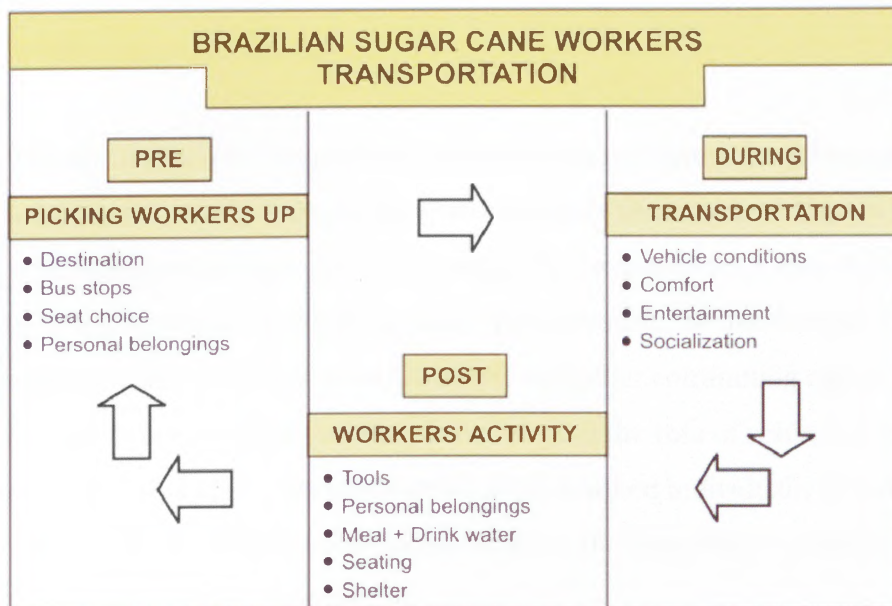 BRAZILIAN SUGAR CANE WORKERS
TRANSPORTATION
PRE
PICKING WORKERS UP
• Destination
• Bus stops
• Seat choice
• Personal belongings
DURING
TRANSPORTATION
• Vehicle conditions
• Comfort
• Entertainment
• Socialization
POST
WORKERS' ACTIVITY
• Tools
• Personal belongings
• Meal + Drink water
• Seating
• Shelter